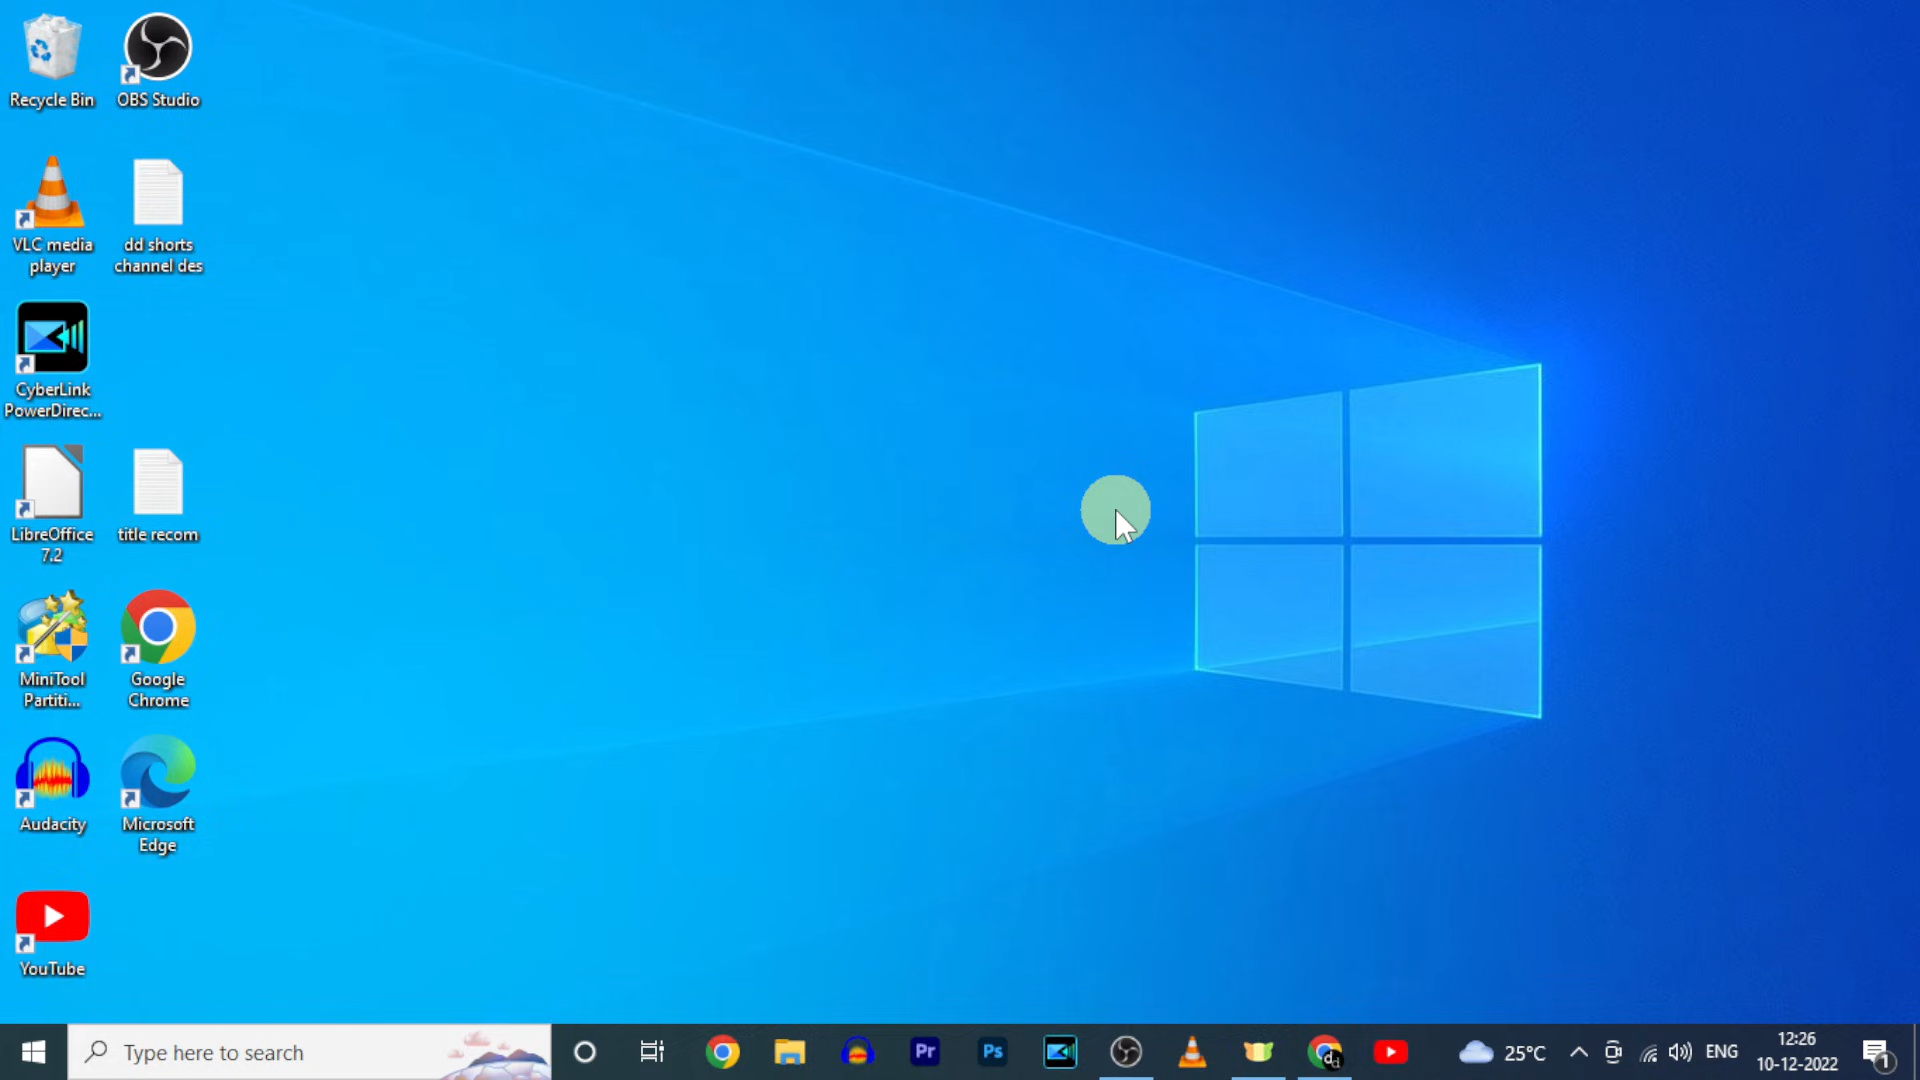 Recycle Bin
OBS Studio
VLC media
player
dd shorts
channel des
CyberLink
PowerDirec...
LibreOffice
7.2
title recom
MiniTool
Partiti...
Google
Chrome
Audacity
Microsoft
Edge
YouTube
Type here to search
Pr
Ps
d
25°C
ENG
12:26
10-12-2022
1